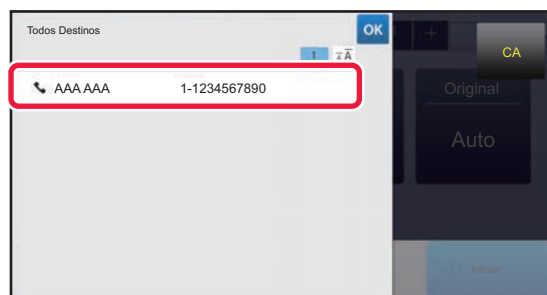 Todos Destinos
OK
CA
1
AAA AAA 1-1234567890
Original
Auto
Iniciar